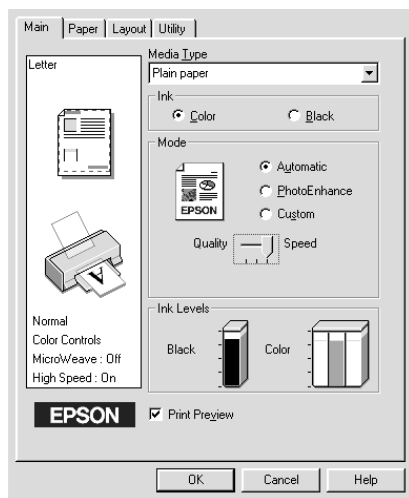 Main Paper Layout Utility
Letter
Media Type
Plain paper
Ink
Color Black
Mode
EPSON
Automatic
PhotoEnhance
Custom
Quality Speed
A
Normal
Color Controls
MicroWeave : Off
High Speed : On
Ink Levels
Black Color
EPSON
Print Preview
OK Cancel Help